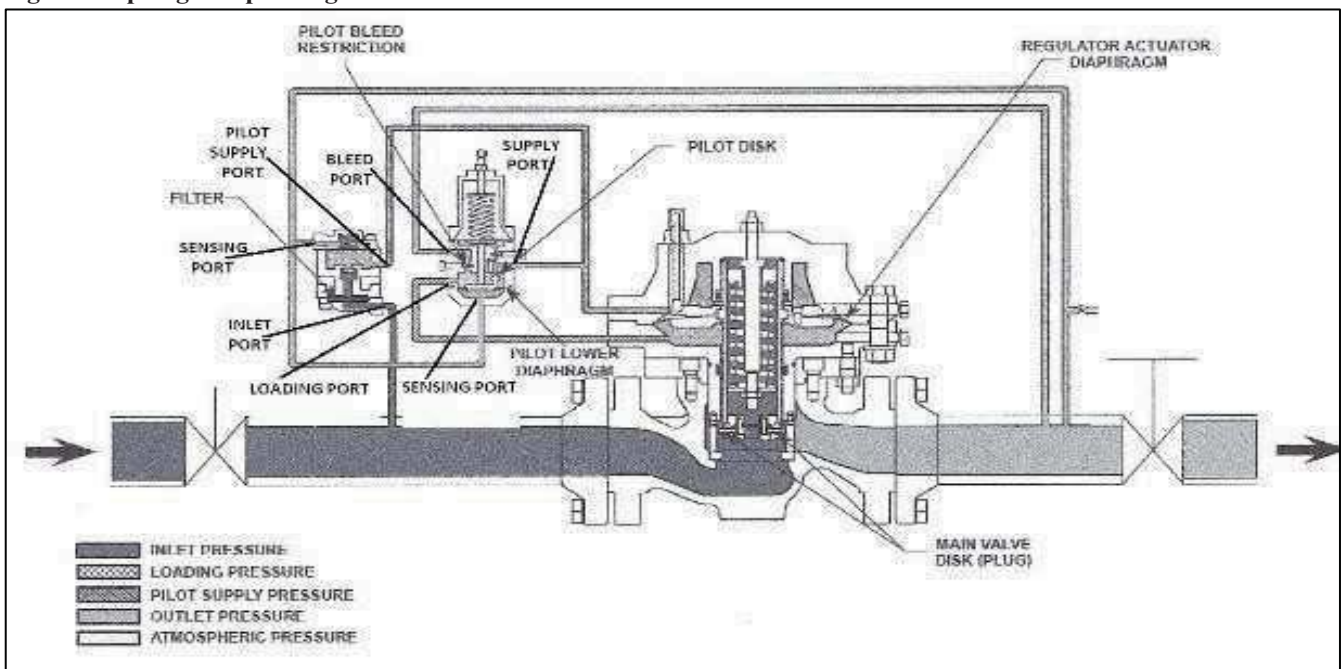 PILOT BLEED
RESTRICTION
REGULATOR ACTUATOR
DIAPHRAGM
PILOT
SUPPLY
PORT
BLEED
PORT
SUPPLY
PORT
PILOT DISK
FILTER
SENSING
PORT
INLET
PORT
PILOT LOWER
DIAPHRAGM
LOADING PORT
SENSING PORT
MAIN VALVE
DISK (PLUG)
INLET PRESSURE
LOADING PRESSURE
PILOT SUPPLY PRESSURE
OUTLET PRESSURE
ATMOSPHERIC PRESSURE